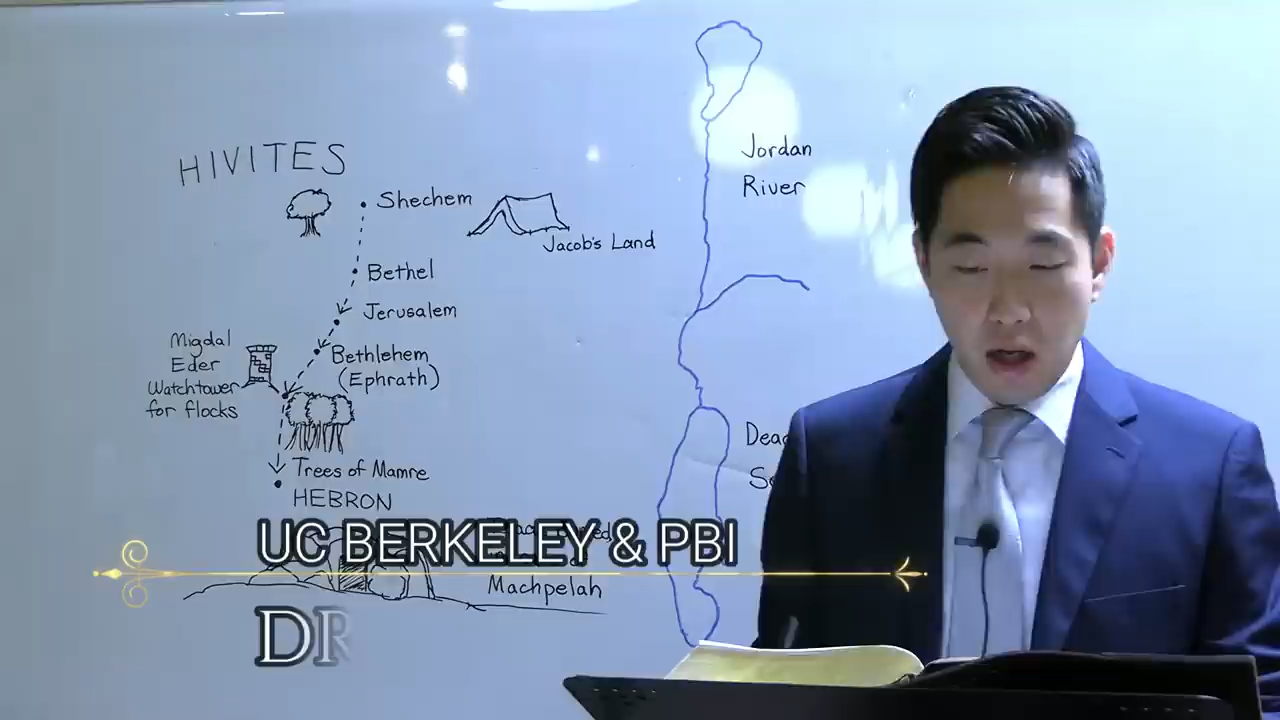 HIVITES
Shechem
Jacob's Land
Jordan
River
Bethel
Jerusalem
Bethlehem
(Ephrath)
Migdal
Eder
Watchtower
for flocks
Trees of Mamre
HEBRON
Machpelah
UC BERKELEY & PBI
DR